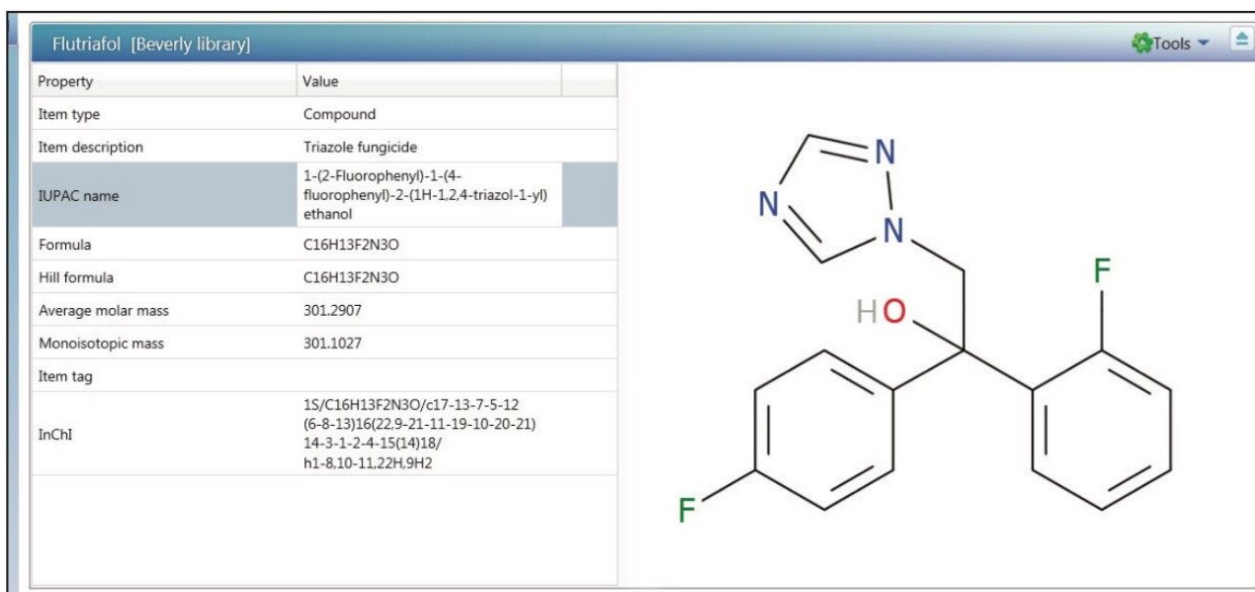 Flutriafol [Beverly library]
Tools
Property Value
Item type Compound
Item description Triazole fungicide
IUPAC name 1-(2-Fluorophenyl)-1-(4-
fluorophenyl)-2-(1H-1,2,4-triazol-1-yl)
ethanol
Formula C16H13F2N3O
Hill formula C16H13F2N3O
Average molar mass 301.2907
Monoisotopic mass 301.1027
Item tag
InChI 1S/C16H13F2N3O/c17-13-7-5-12
(6-8-13)16(22,9-21-11-19-10-20-21)
14-3-1-2-4-15(14)18/
h1-8,10-11,22H,9H2
N
N
N
F
HO
F